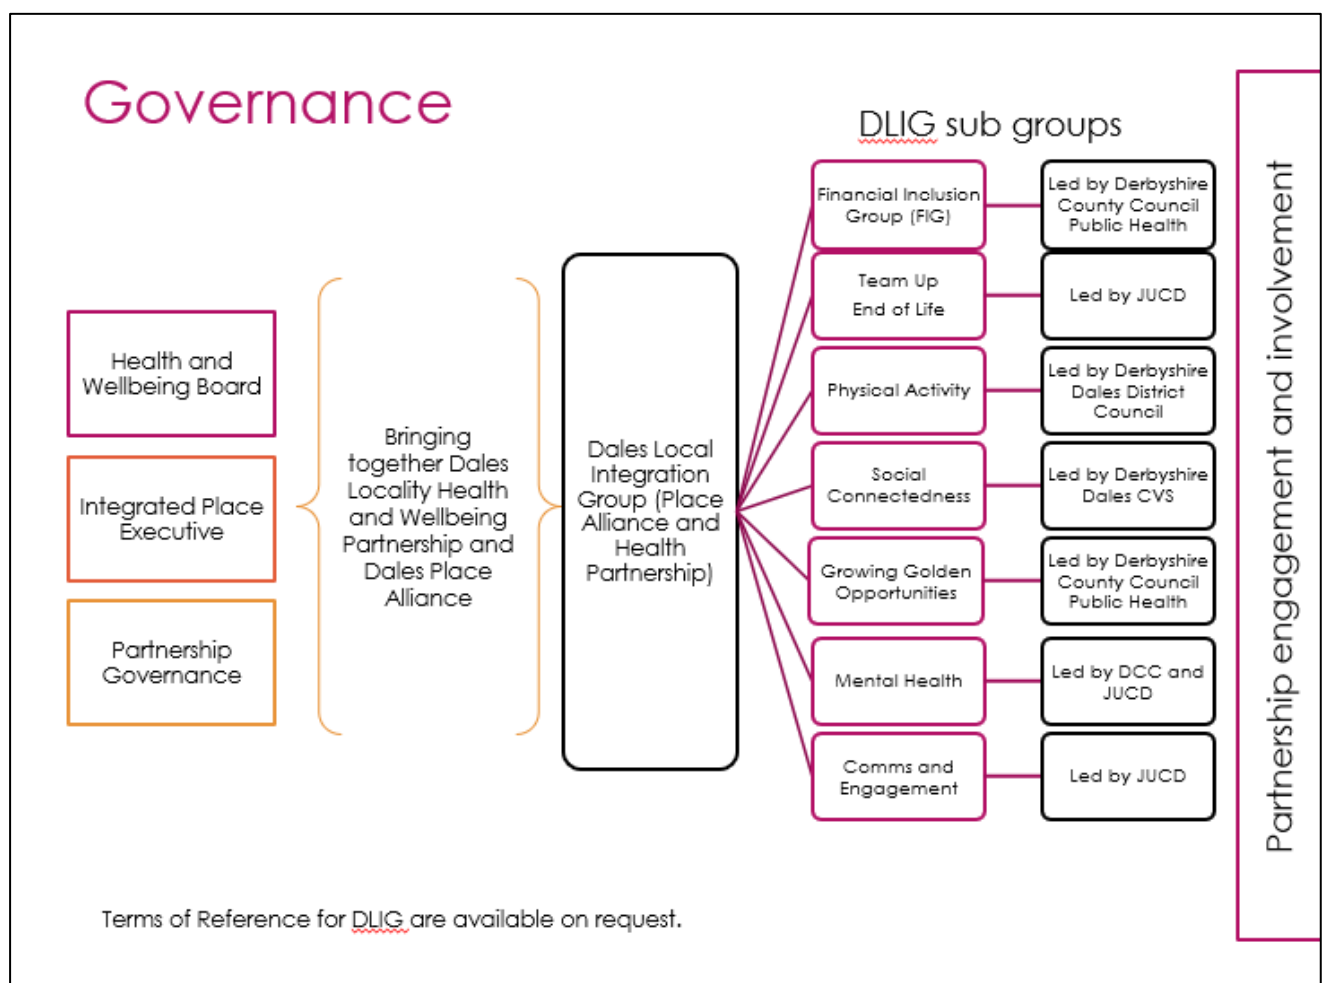 Governance
Health and
Wellbeing Board
Integrated Place
Executive
Partnership
Governance
Bringing
together Dales
Locality Health
and Wellbeing
Partnership and
Dales Place
Alliance
Dales Local
Integration
Group (Place
Alliance and
Health
Partnership)
DLIG sub groups
Financial Inclusion
Group (FIG)
Led by Derbyshire
County Council
Public Health
Team Up
End of Life
Led by JUCD
Physical Activity
Led by Derbyshire
Dales District
Council
Social
Connectedness
Led by Derbyshire
Dales CVS
Growing Golden
Opportunities
Led by Derbyshire
County Council
Public Health
Mental Health
Led by DCC and
JUCD
Comms and
Engagement
Led by JUCD
Partnership engagement and involvement
Terms of Reference for DLIG are available on request.